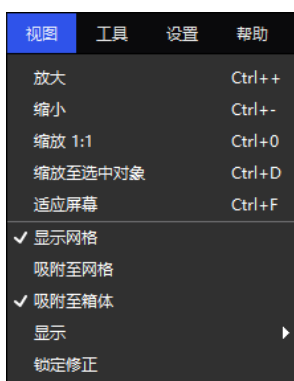 视图 工具 设置 帮助
放大 Ctrl++
缩小 Ctrl+-
缩放 1:1 Ctrl+0
缩放至选中对象 Ctrl+D
适应屏幕 Ctrl+F
显示网格
吸附至网格
吸附至箱体
显示
锁定修正